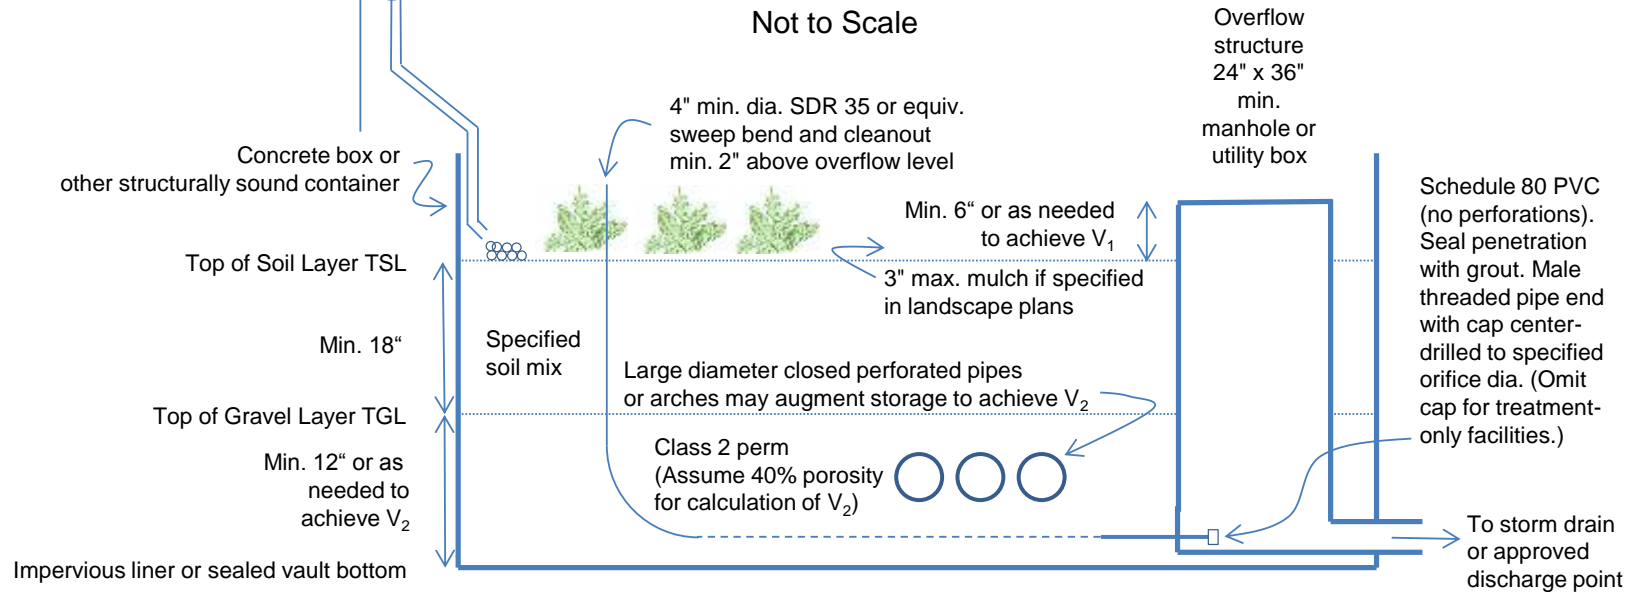 Not to Scale
Overflow
structure
24" x 36"
min.
manhole or
utility box
4" min. dia. SDR 35 or equiv.
sweep bend and cleanout
min. 2" above overflow level
Concrete box or
other structurally sound container
Schedule 80 PVC
(no perforations).
Seal penetration
with grout. Male
threaded pipe end
with cap center-
drilled to specified
orifice dia. (Omit
cap for treatment-
only facilities.)
Min. 6“ or as needed
to achieve V1
Top of Soil Layer TSL
3" max. mulch if specified
in landscape plans
Min. 18“
Specified
soil mix
Large diameter closed perforated pipes
or arches may augment storage to achieve V2
Top of Gravel Layer TGL
Class 2 perm
(Assume 40% porosity
for calculation of V2)
Min. 12“ or as
needed to
achieve V2
To storm drain
or approved
discharge point
Impervious liner or sealed vault bottom